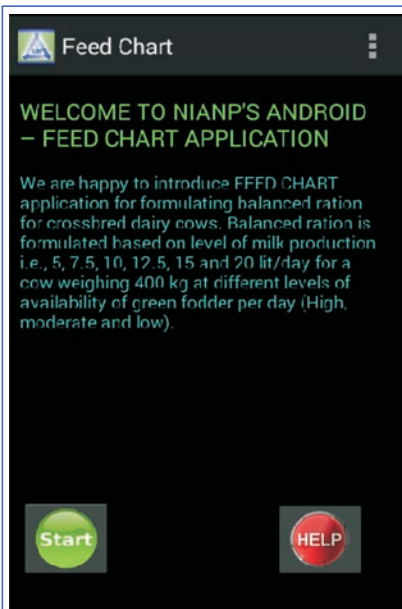 Feed Chart
WELCOME TO NIANP'S ANDROID
– FEED CHART APPLICATION
We are happy to introduce FEED CHART
application for formulating balanced ration
for crossbred dairy cows. Balanced ration is
formulated based on level of milk production
i.e., 5, 7.5, 10, 12.5, 15 and 20 lit/day for a
cow weighing 400 kg at different levels of
availability of green fodder per day (High,
moderate and low).
Start
HELP